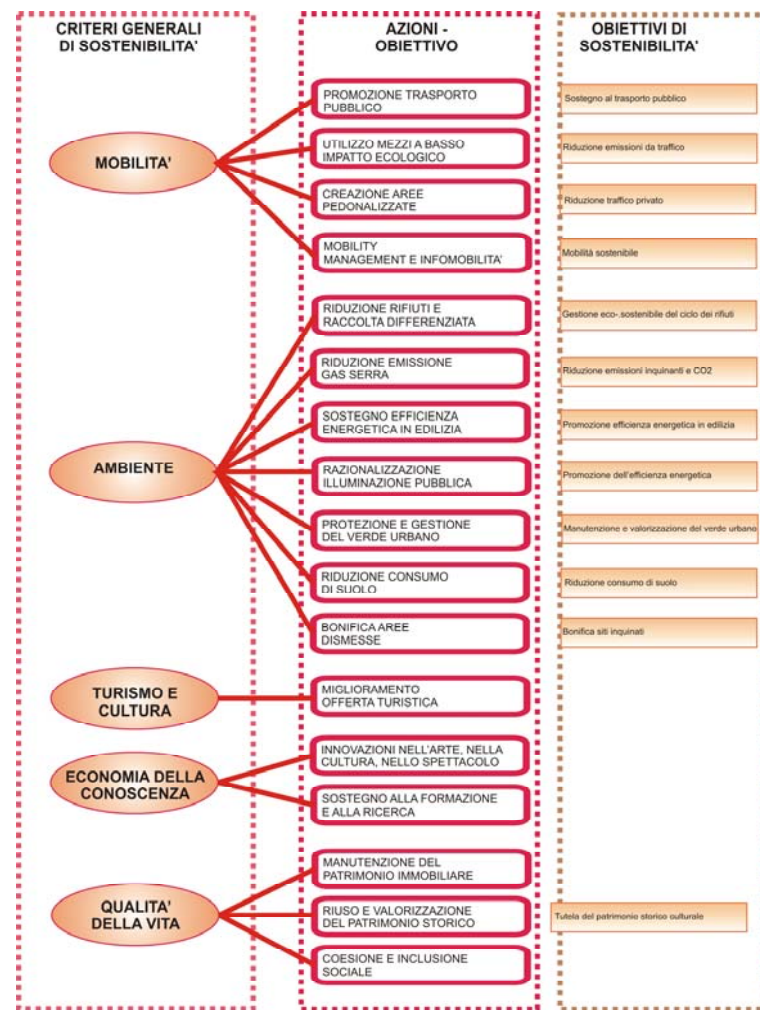 CRITERI GENERALI
DI SOSTENIBILITA'
AZIONI -
OBIETTIVO
OBIETTIVI DI
SOSTENIBILITA'
MOBILITA'
PROMOZIONE TRASPORTO
PUBBLICO
Sostegno al trasporto pubblico
UTILIZZO MEZZI A BASSO
IMPATTO ECOLOGICO
Riduzione emissioni da traffico
CREAZIONE AREE
PEDONALIZZATE
Riduzione traffico privato
MOBILITY
MANAGEMENT E INFOMOBILITA'
Mobilità sostenibile
AMBIENTE
RIDUZIONE RIFIUTI E
RACCOLTA DIFFERENZIATA
Gestione eco-.sostenibile del ciclo dei rifiuti
RIDUZIONE EMISSIONE
GAS SERRA
Riduzione emissioni inquinanti e CO2
SOSTEGNO EFFICIENZA
ENERGETICA IN EDILIZIA
Promozione efficienza energetica in edilizia
RAZIONALIZZAZIONE
ILLUMINAZIONE PUBBLICA
Promozione dell'efficienza energetica
PROTEZIONE E GESTIONE
DEL VERDE URBANO
Manutenzione e valorizzazione del verde urbano
RIDUZIONE CONSUMO
DI SUOLO
Riduzione consumo di suolo
BONIFICA AREE
DISMESSE
Bonifica siti inquinati
TURISMO E
CULTURA
MIGLIORAMENTO
OFFERTA TURISTICA
ECONOMIA DELLA
CONOSCENZA
INNOVAZIONI NELL'ARTE, NELLA
CULTURA, NELLO SPETTACOLO
SOSTEGNO ALLA FORMAZIONE
E ALLA RICERCA
QUALITA'
DELLA VITA
MANUTENZIONE DEL
PATRIMONIO IMMOBILIARE
RIUSO E VALORIZZAZIONE
DEL PATRIMONIO STORICO
Tutela del patrimonio storico culturale
COESIONE E INCLUSIONE
SOCIALE